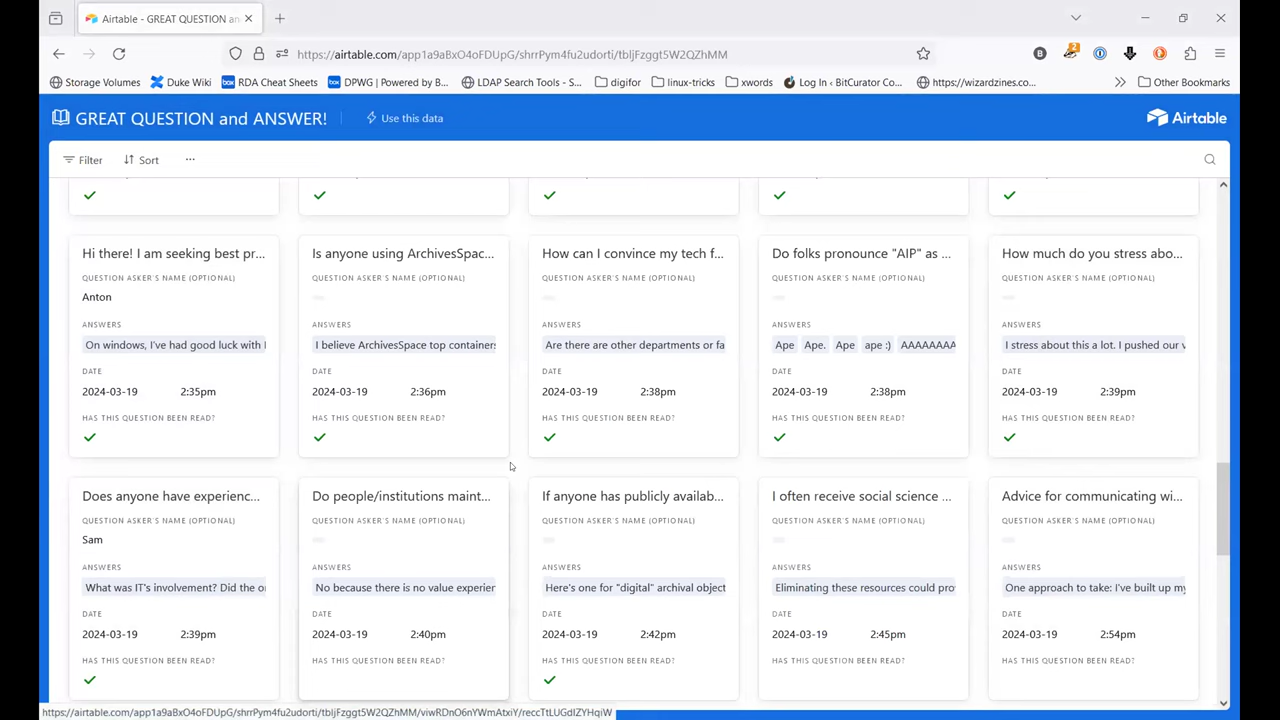 Airtable - GREAT QUESTION an
https://airtable.com/app1a9aBxO4oFDUpG/shrrPym4fu2udorti/tbljFzggt5W2QZhMM
2
Storage Volumes Duke Wiki RDA Cheat Sheets DPWG | Powered by B... LDAP Search Tools - S... digifor linux-tricks xwords Log In ‹ BitCurator Co... https://wizardzines.co... Other Bookmarks
GREAT QUESTION and ANSWER! Use this data Airtable
Filter Sort
Hi there! I am seeking best pr... Is anyone using ArchivesSpac... How can I convince my tech f... Do folks pronounce "AIP" as ... How much do you stress abo...
QUESTION ASKER'S NAME (OPTIONAL) QUESTION ASKER'S NAME (OPTIONAL) QUESTION ASKER'S NAME (OPTIONAL) QUESTION ASKER'S NAME (OPTIONAL) QUESTION ASKER'S NAME (OPTIONAL)
Anton
ANSWERS ANSWERS ANSWERS ANSWERS ANSWERS
On windows, I've had good luck with I believe ArchivesSpace top containers Are there are other departments or fa Ape Ape. Ape ape :) AAAAAAAA I stress about this a lot. I pushed our v
DATE DATE DATE DATE DATE
2024-03-19 2:35pm 2024-03-19 2:36pm 2024-03-19 2:38pm 2024-03-19 2:38pm 2024-03-19 2:39pm
HAS THIS QUESTION BEEN READ? HAS THIS QUESTION BEEN READ? HAS THIS QUESTION BEEN READ? HAS THIS QUESTION BEEN READ? HAS THIS QUESTION BEEN READ?
Does anyone have experienc... Do people/institutions maint... If anyone has publicly availab... I often receive social science ... Advice for communicating wi...
QUESTION ASKER'S NAME (OPTIONAL) QUESTION ASKER'S NAME (OPTIONAL) QUESTION ASKER'S NAME (OPTIONAL) QUESTION ASKER'S NAME (OPTIONAL) QUESTION ASKER'S NAME (OPTIONAL)
Sam
ANSWERS ANSWERS ANSWERS ANSWERS ANSWERS
What was IT's involvement? Did the o No because there is no value experien Here's one for "digital" archival object Eliminating these resources could pro One approach to take: I've built up my
DATE DATE DATE DATE DATE
2024-03-19 2:39pm 2024-03-19 2:40pm 2024-03-19 2:42pm 2024-03-19 2:45pm 2024-03-19 2:54pm
HAS THIS QUESTION BEEN READ? HAS THIS QUESTION BEEN READ? HAS THIS QUESTION BEEN READ? HAS THIS QUESTION BEEN READ? HAS THIS QUESTION BEEN READ?
https://airtable.com/app1a9aBxO4oFDUpG/shrrPym4fu2udorti/tbljFzggt5W2QZhMM/viwRDnO6nYWmAtxiY/reccTtLUGdIZYHqiW